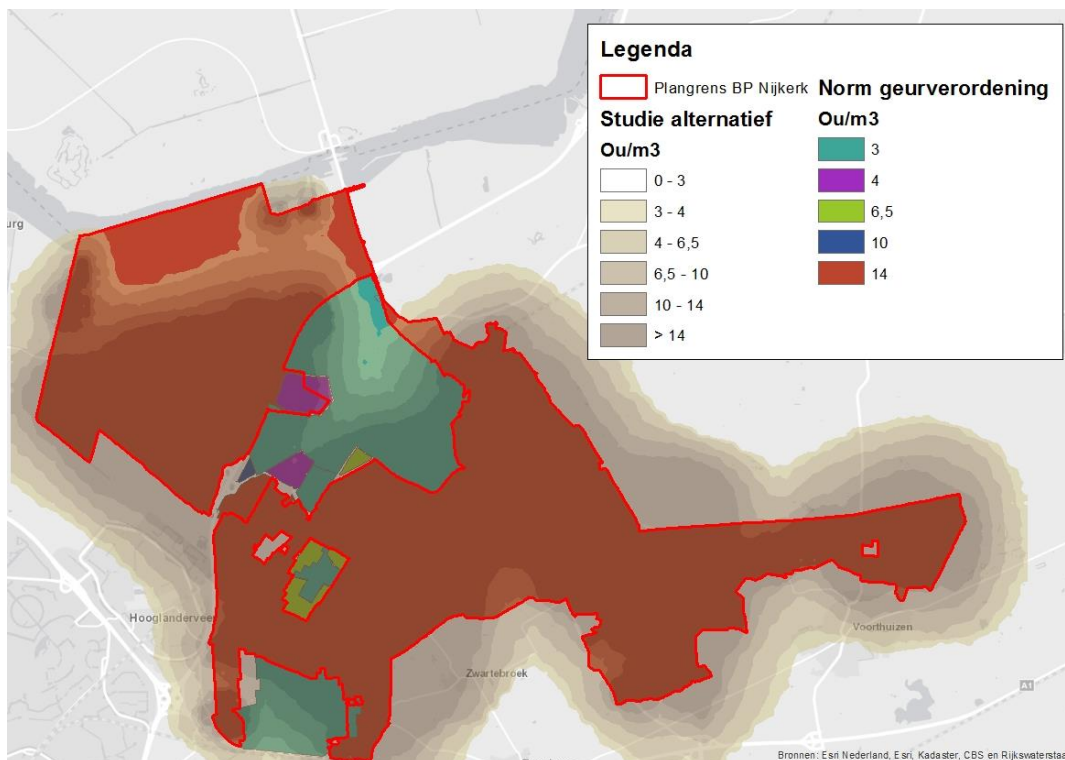 Legenda
Plangrens BP Nijkerk
Studie alternatief
Ou/m3
0 - 3
3 - 4
4 - 6,5
6,5 - 10
10 - 14
> 14
Norm geurverordening
Ou/m3
3
4
6,5
10
14
urg
Hooglanderveen
Zwartebroek
Voorthuizen
A1
Bronnen: Esri Nederland, Esri, Kadaster, CBS en Rijkswaterstaa